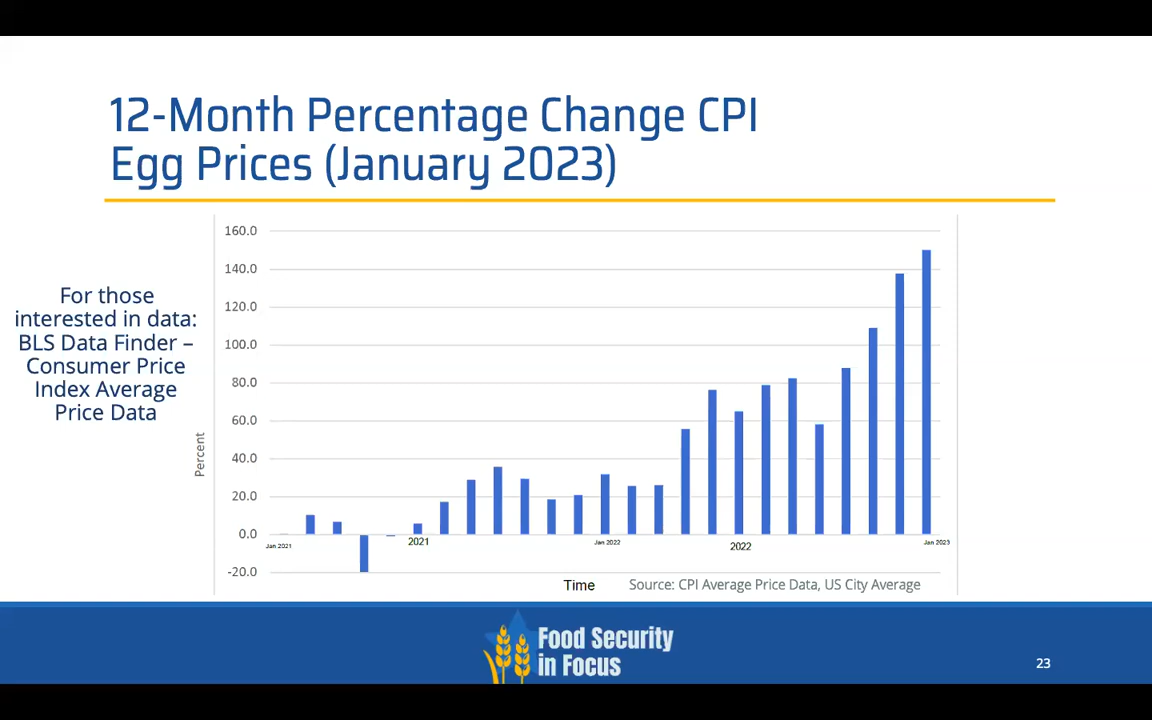 12-Month Percentage Change CPI
Egg Prices (January 2023)
For those
interested in data:
BLS Data Finder –
Consumer Price
Index Average
Price Data
Percent
160.0
140.0
120.0
100.0
80.0
60.0
40.0
20.0
0.0
-20.0
Jan 2021
2021
Jan 2022
2022
Jan 2023
Time
Source: CPI Average Price Data, US City Average
Food Security
in Focus
23